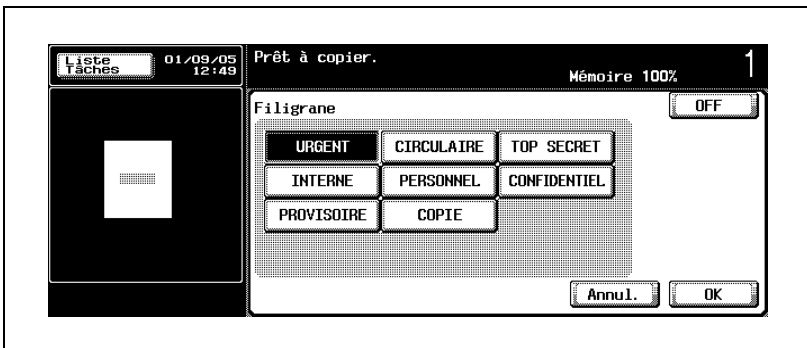 Liste
Tâches
01/09/05
12:49
Prêt à copier.
Mémoire 100%
1
Filigrane
OFF
URGENT CIRCULAIRE TOP SECRET
INTERNE PERSONNEL CONFIDENTIEL
PROVISOIRE COPIE
Annul. OK